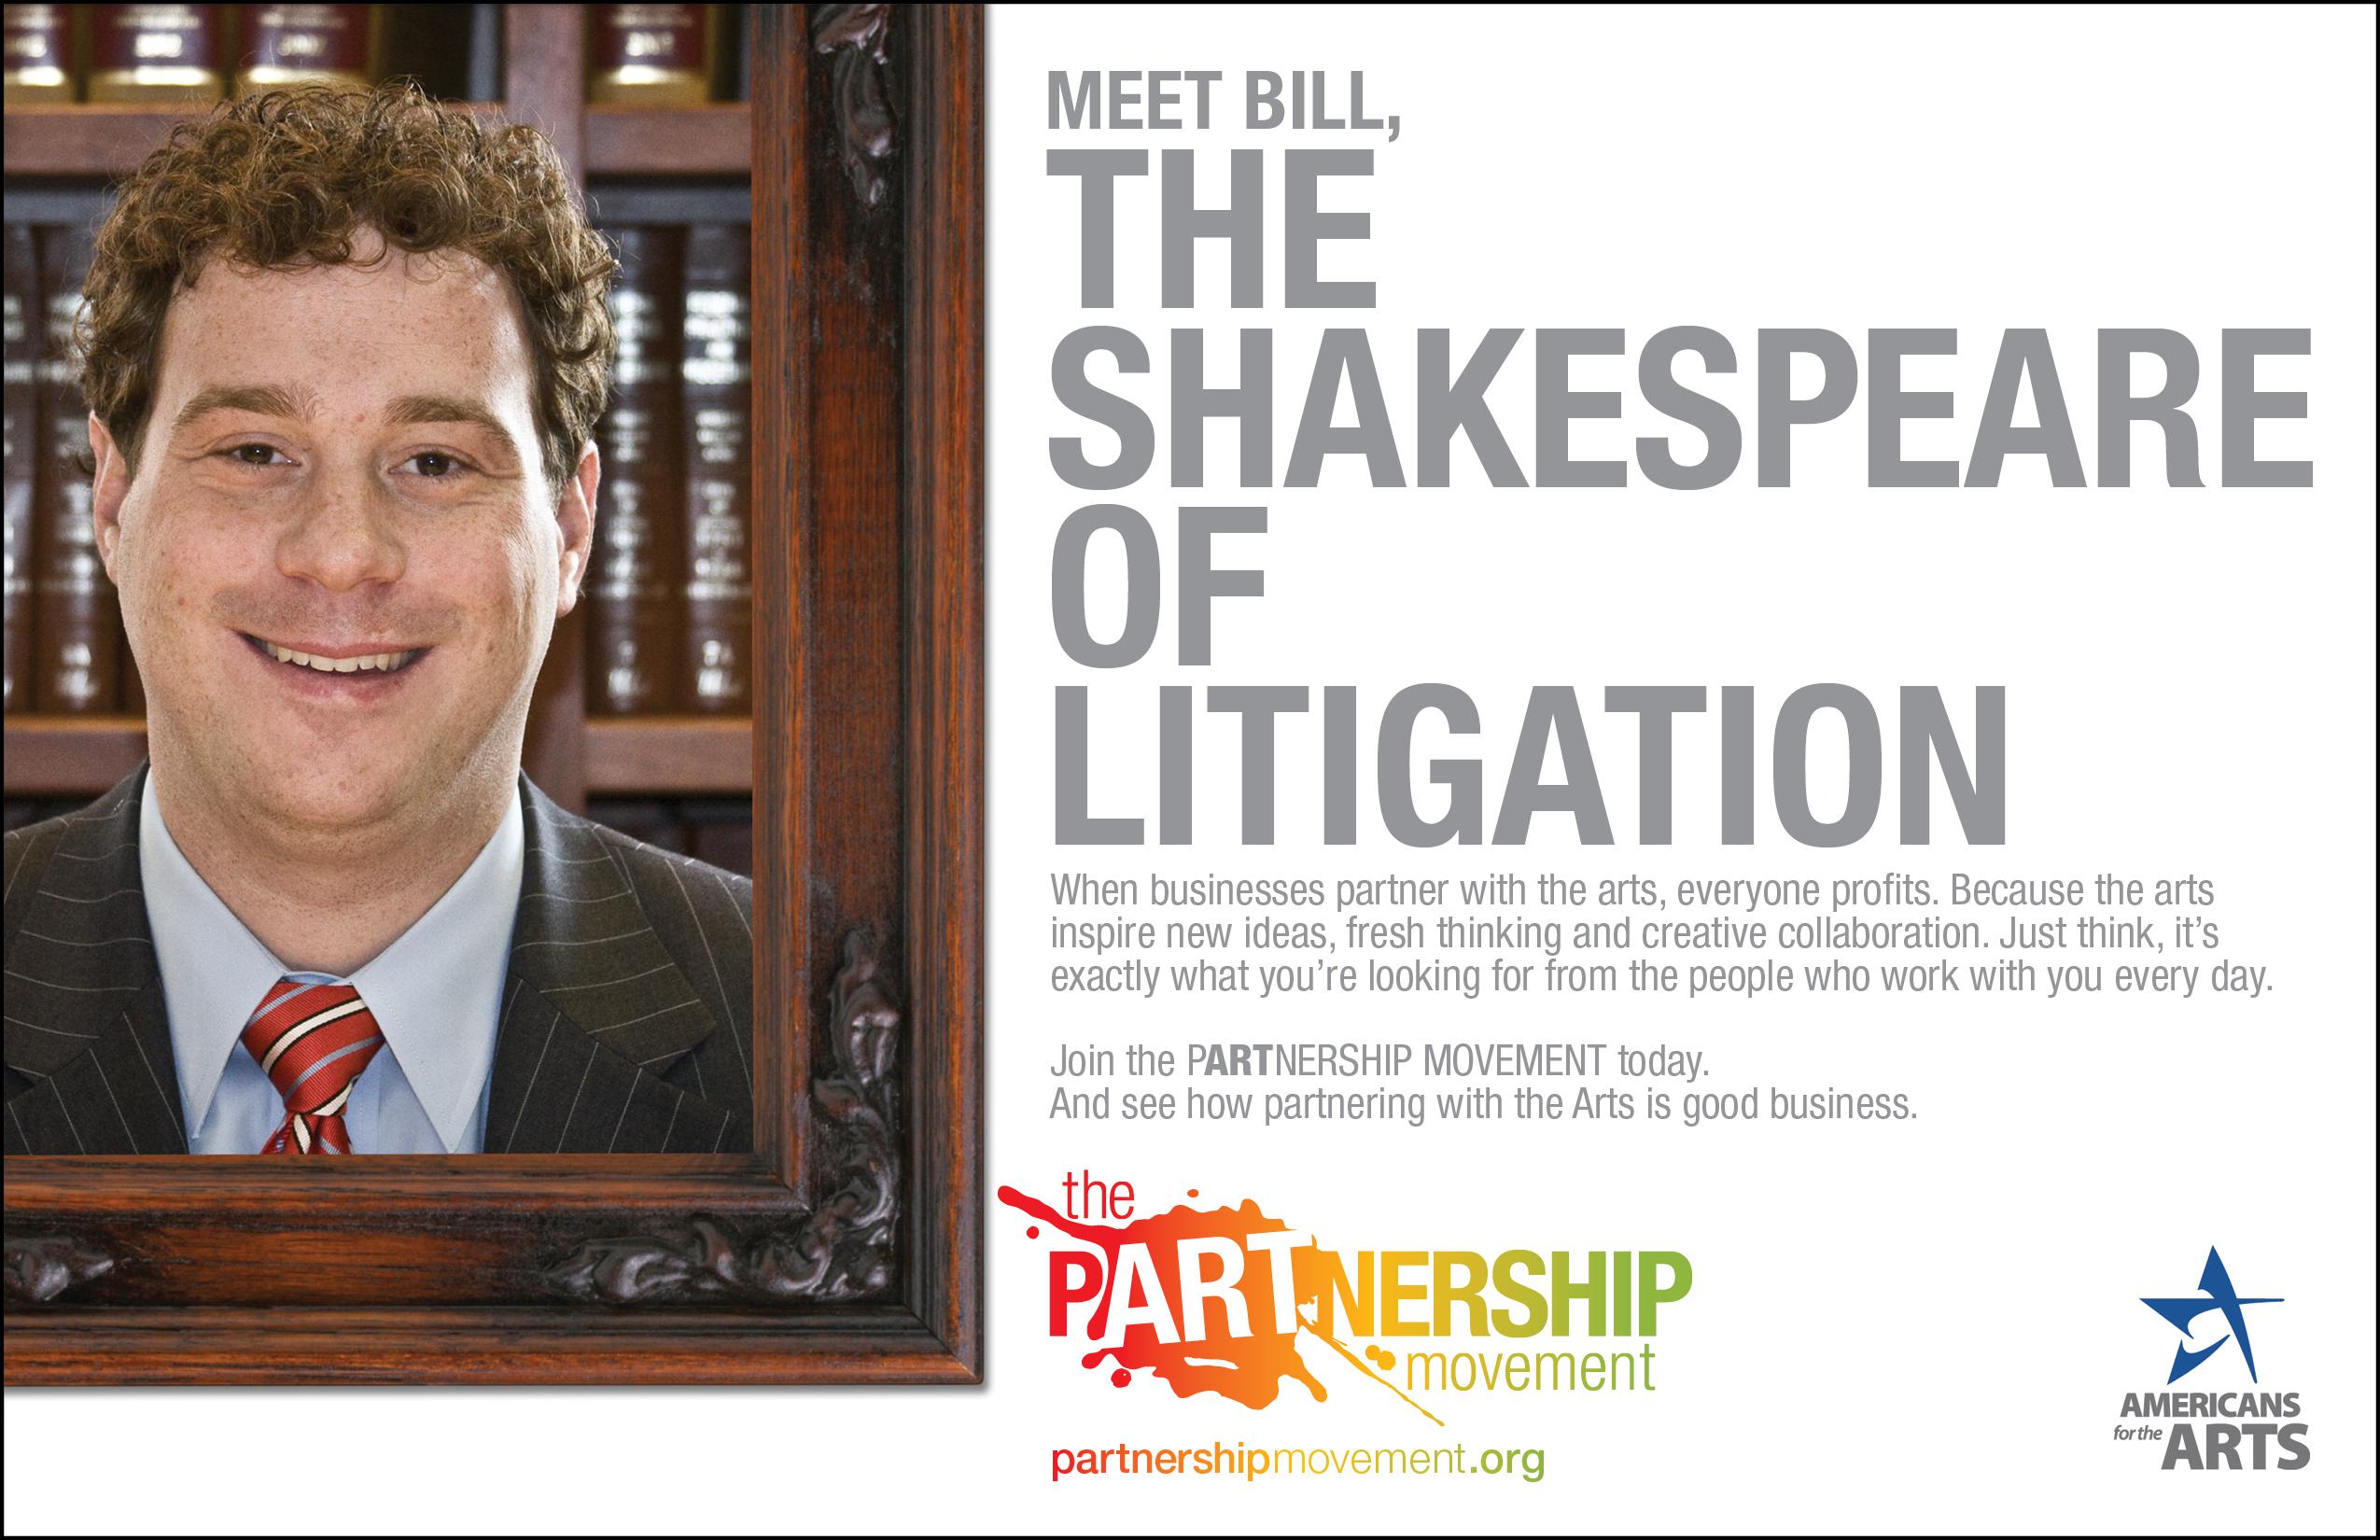 MEET BILL,
THE
SHAKESPEARE
OF
LITIGATION
When businesses partner with the arts, everyone profits. Because the arts
inspire new ideas, fresh thinking and creative collaboration. Just think, it’s
exactly what you’re looking for from the people who work with you every day.
Join the PARTNERSHIP MOVEMENT today.
And see how partnering with the Arts is good business.
the
PARTNERSHIP
movement
partnershipmovement.org
AMERICANS
for the ARTS